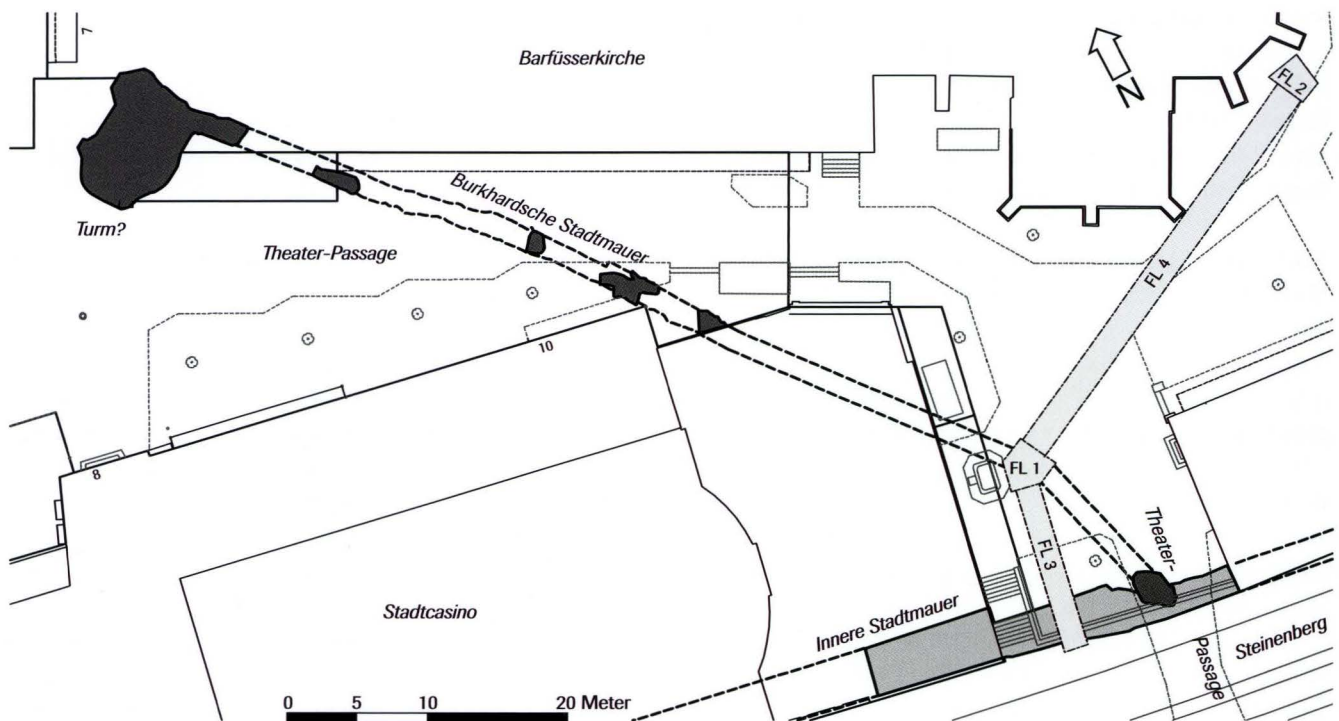 7
Barfüsserkirche
N
FL 2
Turm?
Burkhardsche Stadtmauer
Theater-Passage
FL 4
10
8
FL 1
Theater-
Passage
FL 3
Stadtcasino
Innere Stadtmauer
Steinenberg
0 5 10 20 Meter